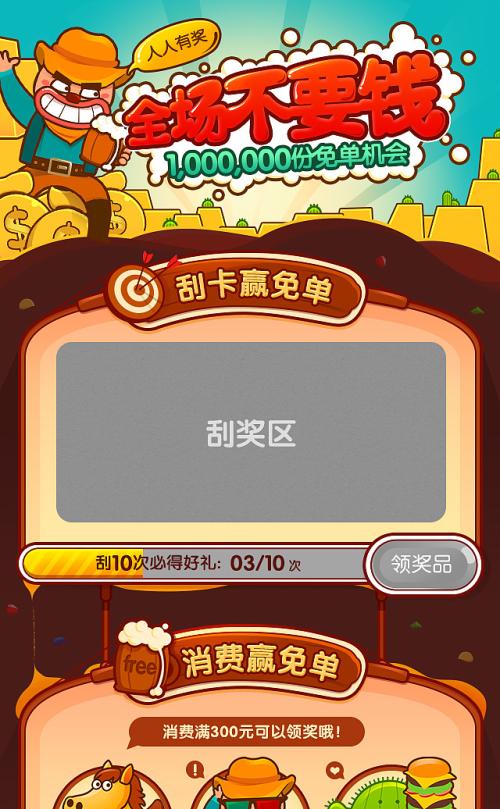 人人有奖
全场不要钱
1,000,000份免单机会
刮卡赢免单
刮奖区
刮10次必得好礼：03/10次
领奖品
free
消费赢免单
消费满300元可以领奖哦！